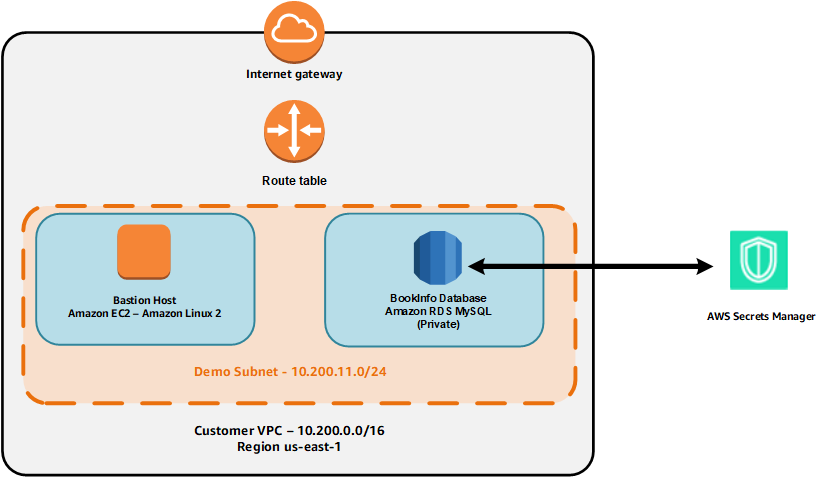 Internet gateway
Route table
Bastion Host
Amazon EC2 – Amazon Linux 2
BookInfo Database
Amazon RDS MySQL
(Private)
AWS Secrets Manager
Demo Subnet - 10.200.11.0/24
Customer VPC – 10.200.0.0/16
Region us-east-1